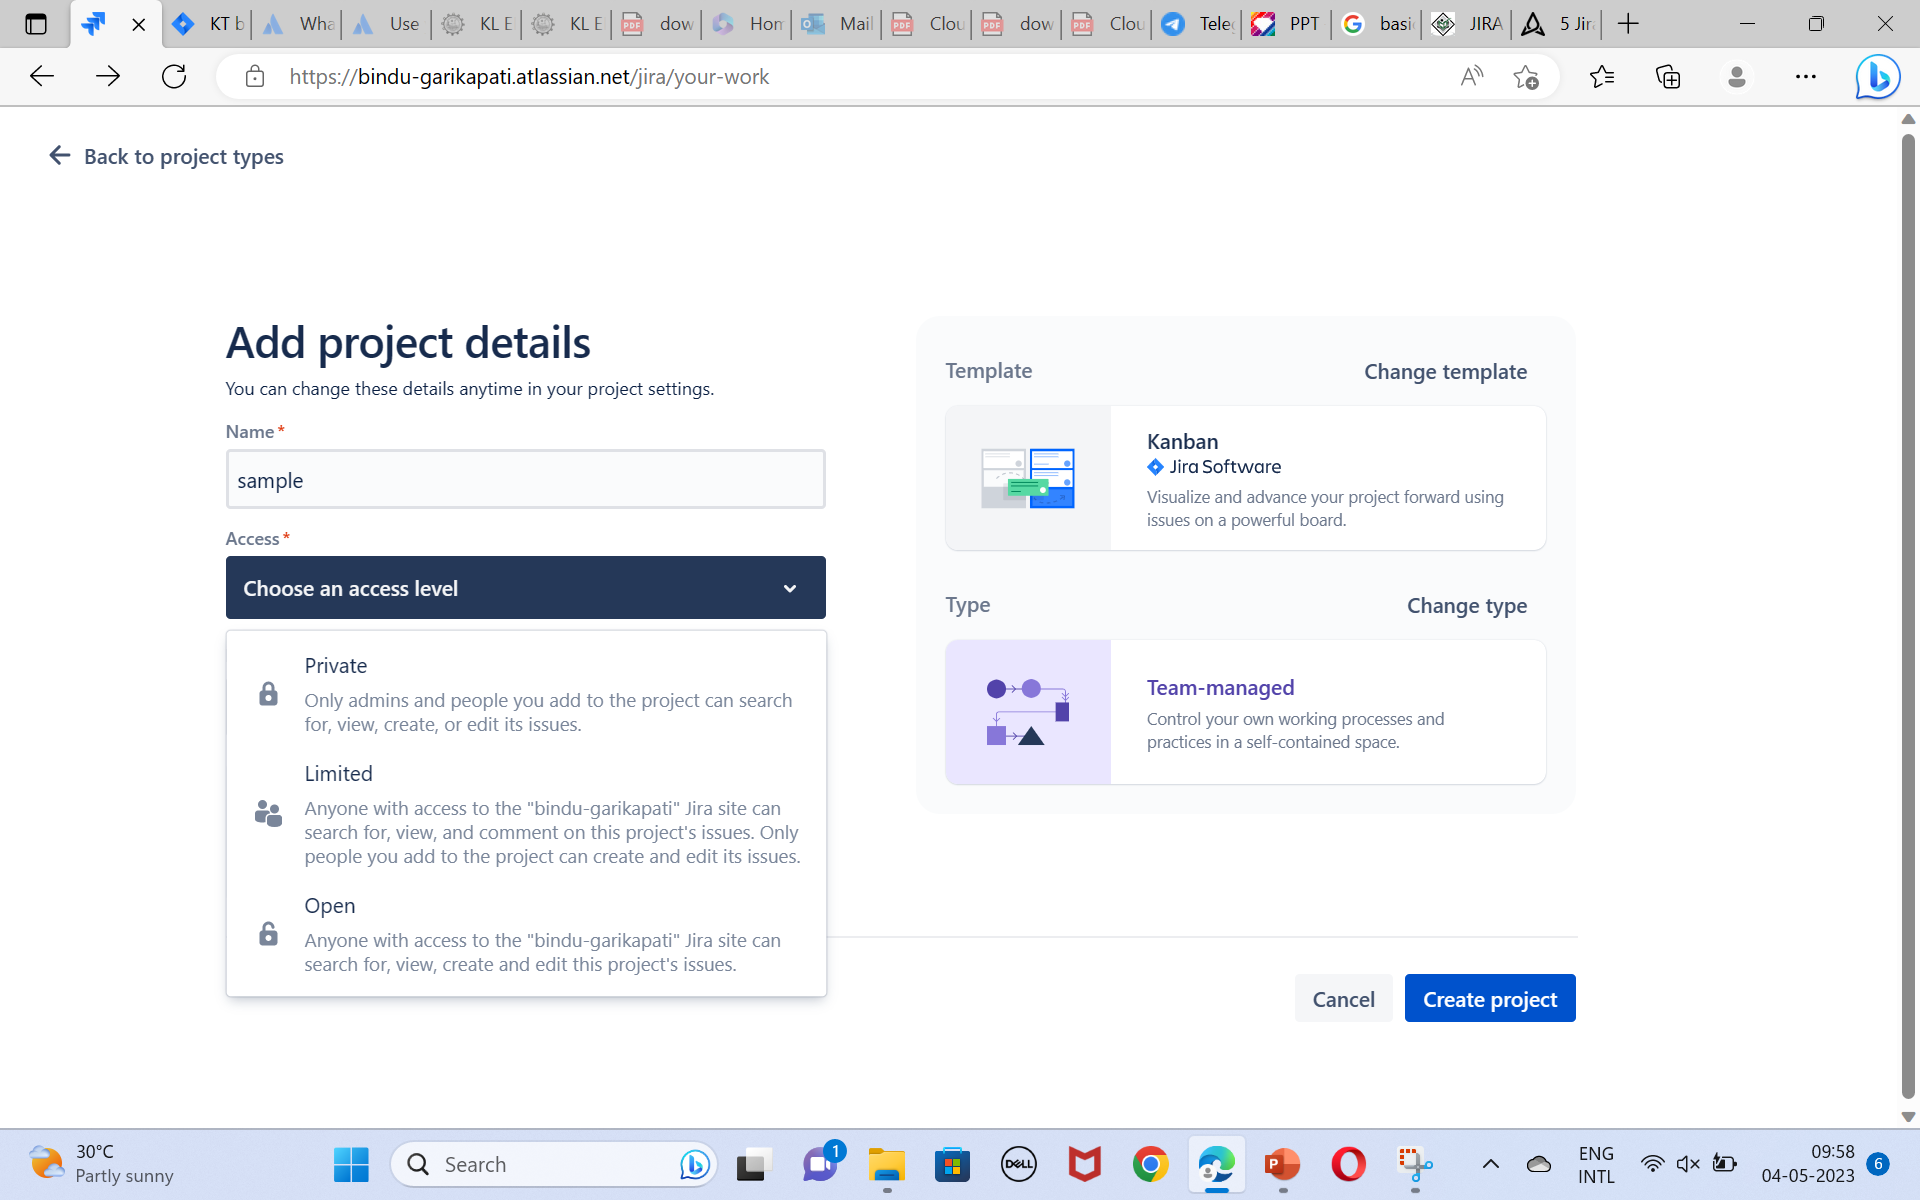 KT b
Wha
Use
KL E
KL E
dow
Hom
Mail
Clou
dow
Clou
Tele
PPT
basic
JIRA
5 Jira
https://bindu-garikapati.atlassian.net/jira/your-work
Back to project types
Add project details
You can change these details anytime in your project settings.
Name*
sample
Access*
Choose an access level
Private
Only admins and people you add to the project can search
for, view, create, or edit its issues.
Limited
Anyone with access to the "bindu-garikapati" Jira site can
search for, view, and comment on this project's issues. Only
people you add to the project can create and edit its issues.
Open
Anyone with access to the "bindu-garikapati" Jira site can
search for, view, create and edit this project's issues.
Template
Change template
Kanban
Jira Software
Visualize and advance your project forward using
issues on a powerful board.
Type
Change type
Team-managed
Control your own working processes and
practices in a self-contained space.
Cancel
Create project
30°C
Partly sunny
Search
1
DELL
ENG
INTL
09:58
04-05-2023
6